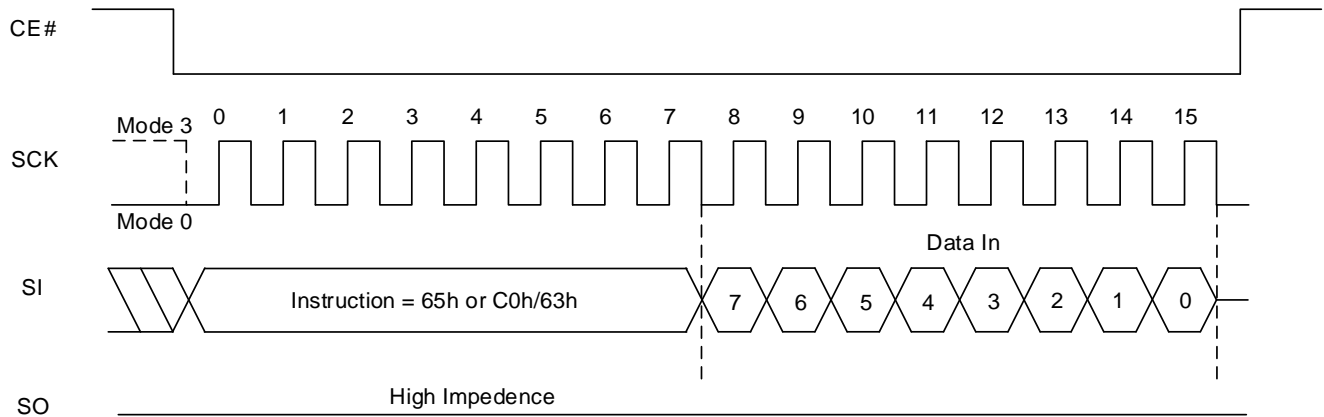 CE#
0 1 2 3 4 5 6 7 8 9 10 11 12 13 14 15
Mode 3
SCK
Mode 0
Data In
SI
Instruction = 65h or C0h/63h
7 6 5 4 3 2 1 0
High Impedence
SO